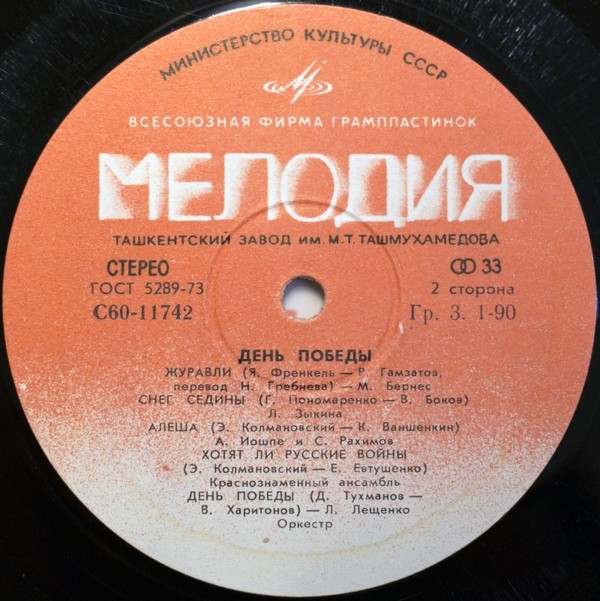 МИНИСТЕРСТВО КУЛЬТУРЫ СССР
ВСЕСОЮЗНАЯ ФИРМА ГРАМПЛАСТИНОК
МЕЛОДИЯ
ТАШКЕНТСКИЙ ЗАВОД ИМ. М.Т. ТАШМУХАМЕДОВА
СТЕРЕО
33
ГОСТ 5289-73
2 сторона
С60-11742
Гр. 3. 1-90
ДЕНЬ ПОБЕДЫ
ЖУРАВЛИ (Я. Френкель — Р. Гамзатов,
перевод Н. Гребнева) — М. Бернес
СНЕГ СЕДИНЫ (Г. Пономаренко — В. Боков)
Л. Зыкина
АЛЕША (Э. Колмановский — К. Ваншенкин)
А. Иошпе и С. Рахимов
ХОТЯТ ЛИ РУССКИЕ ВОЙНЫ
(Э. Колмановский — Е. Евтушенко)
Краснознаменный ансамбль
ДЕНЬ ПОБЕДЫ (Д. Тухманов —
В. Харитонов) — Л. Лещенко
Оркестр